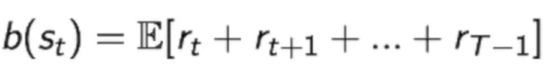 b(s_t) = 𝔼[r_t + r_{t+1} + ... + r_{T−1}]